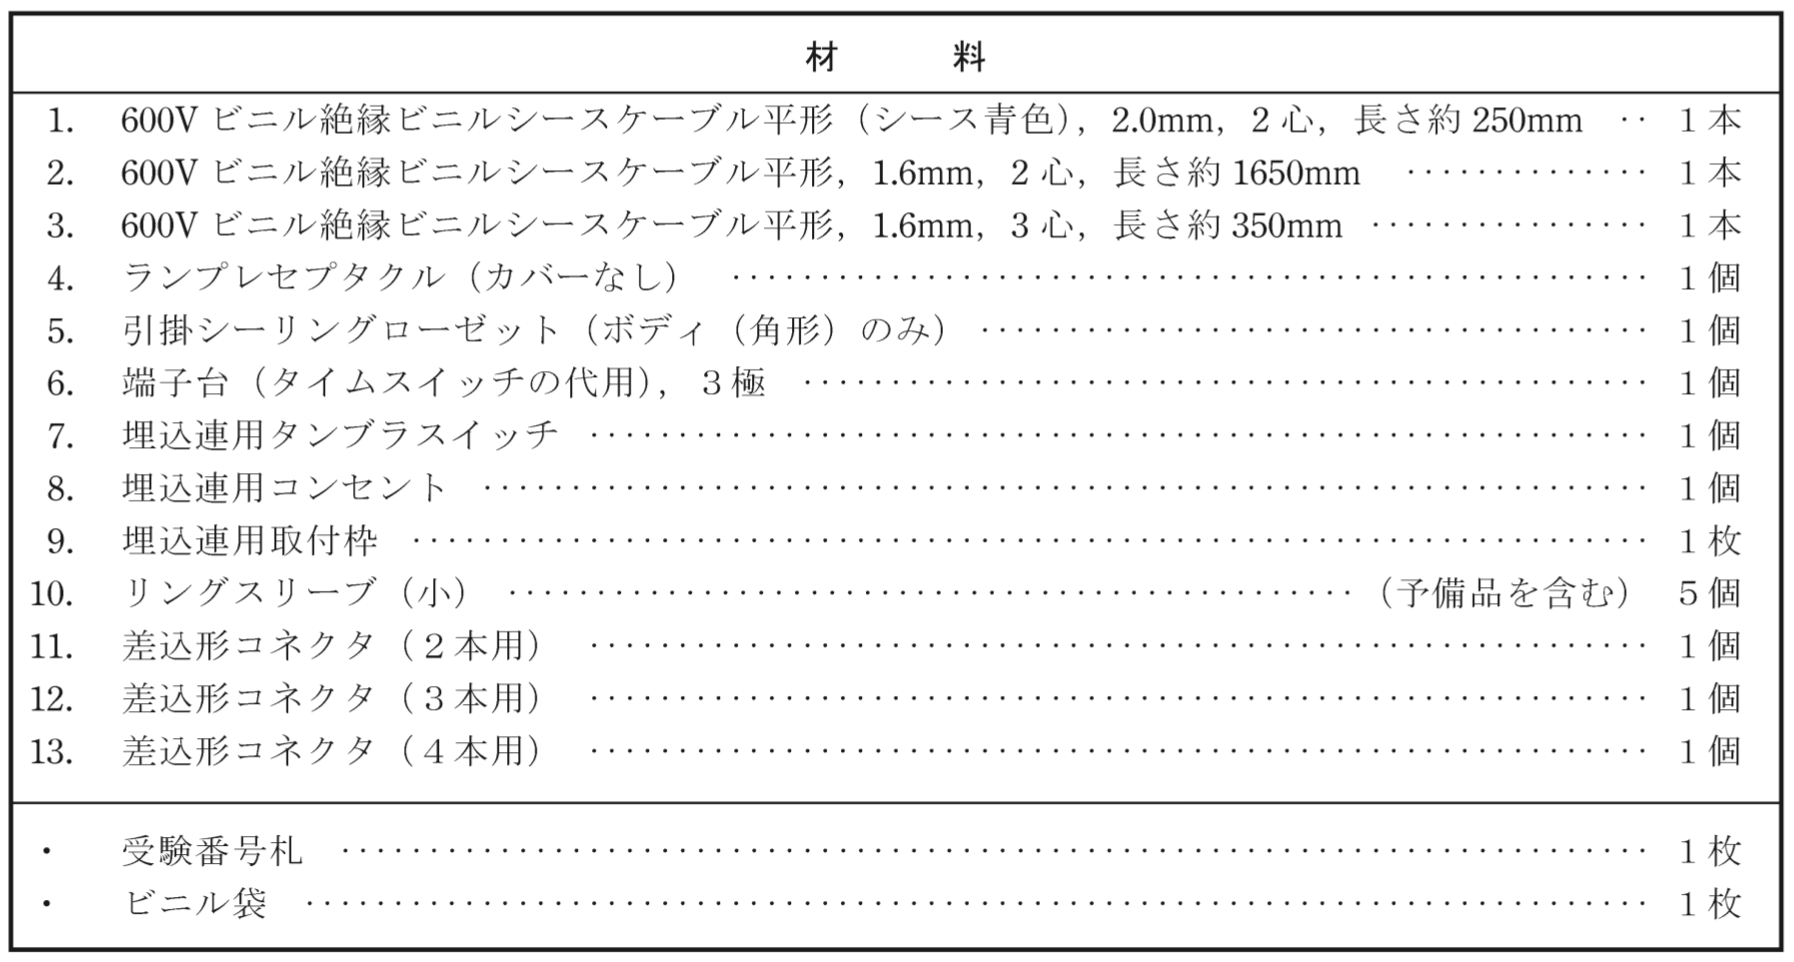 材　料
1. 600V ビニル絶縁ビニルシースケーブル平形（シース青色），2.0mm，2 心，長さ約 250mm ‥ 1 本
2. 600V ビニル絶縁ビニルシースケーブル平形，1.6mm，2 心，長さ約 1650mm ‥‥‥‥‥‥‥ 1 本
3. 600V ビニル絶縁ビニルシースケーブル平形，1.6mm，3 心，長さ約 350mm ‥‥‥‥‥‥‥‥ 1 本
4. ランプレセプタクル（カバーなし） ‥‥‥‥‥‥‥‥‥‥‥‥‥‥‥‥ 1 個
5. 引掛シーリングローゼット（ボディ（角形）のみ） ‥‥‥‥‥‥‥‥‥‥‥‥ 1 個
6. 端子台（タイムスイッチの代用），3 極 ‥‥‥‥‥‥‥‥‥‥‥‥‥‥‥‥ 1 個
7. 埋込連用タンブラスイッチ ‥‥‥‥‥‥‥‥‥‥‥‥‥‥‥‥ 1 個
8. 埋込連用コンセント ‥‥‥‥‥‥‥‥‥‥‥‥‥‥‥‥ 1 個
9. 埋込連用取付枠 ‥‥‥‥‥‥‥‥‥‥‥‥‥‥‥‥ 1 枚
10. リングスリーブ（小） ‥‥‥‥‥‥‥‥‥‥‥‥（予備品を含む） 5 個
11. 差込形コネクタ（2 本用） ‥‥‥‥‥‥‥‥‥‥‥‥‥‥‥‥ 1 個
12. 差込形コネクタ（3 本用） ‥‥‥‥‥‥‥‥‥‥‥‥‥‥‥‥ 1 個
13. 差込形コネクタ（4 本用） ‥‥‥‥‥‥‥‥‥‥‥‥‥‥‥‥ 1 個
・ 受験番号札 ‥‥‥‥‥‥‥‥‥‥‥‥‥‥‥‥ 1 枚
・ ビニル袋 ‥‥‥‥‥‥‥‥‥‥‥‥‥‥‥‥ 1 枚